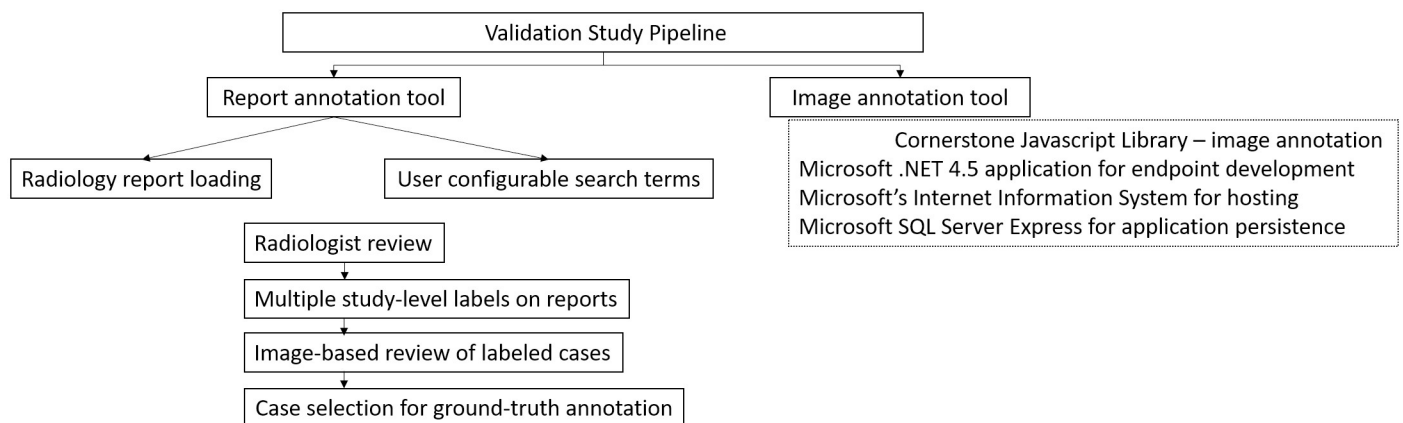 Validation Study Pipeline
Report annotation tool
Image annotation tool
Cornerstone Javascript Library – image annotation
Microsoft .NET 4.5 application for endpoint development
Microsoft’s Internet Information System for hosting
Microsoft SQL Server Express for application persistence
Radiology report loading
User configurable search terms
Radiologist review
Multiple study-level labels on reports
Image-based review of labeled cases
Case selection for ground-truth annotation